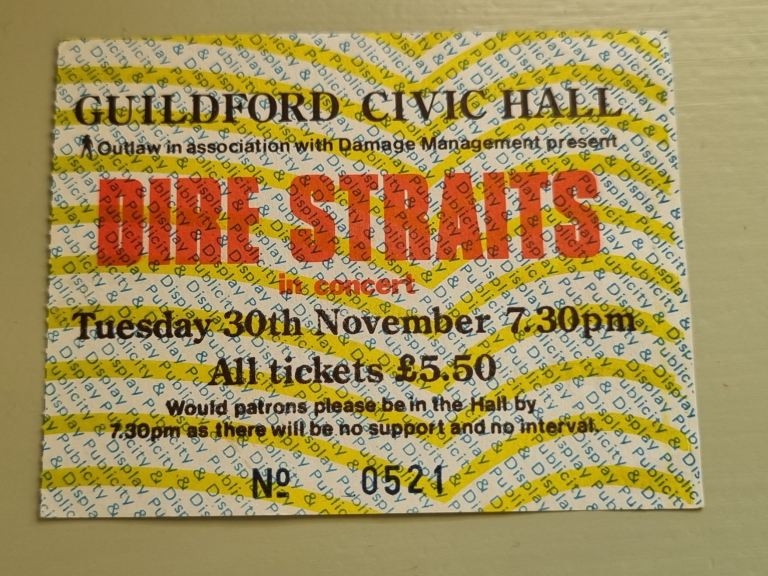 GUILDFORD CIVIC HALL
Outlaw in association with Damage Management present
DIRE STRAITS
in concert
Tuesday 30th November 7.30pm
All tickets £5.50
Would patrons please be in the Hall by
7.30pm as there will be no support and no interval.
Nº 0521
Display & Publicity